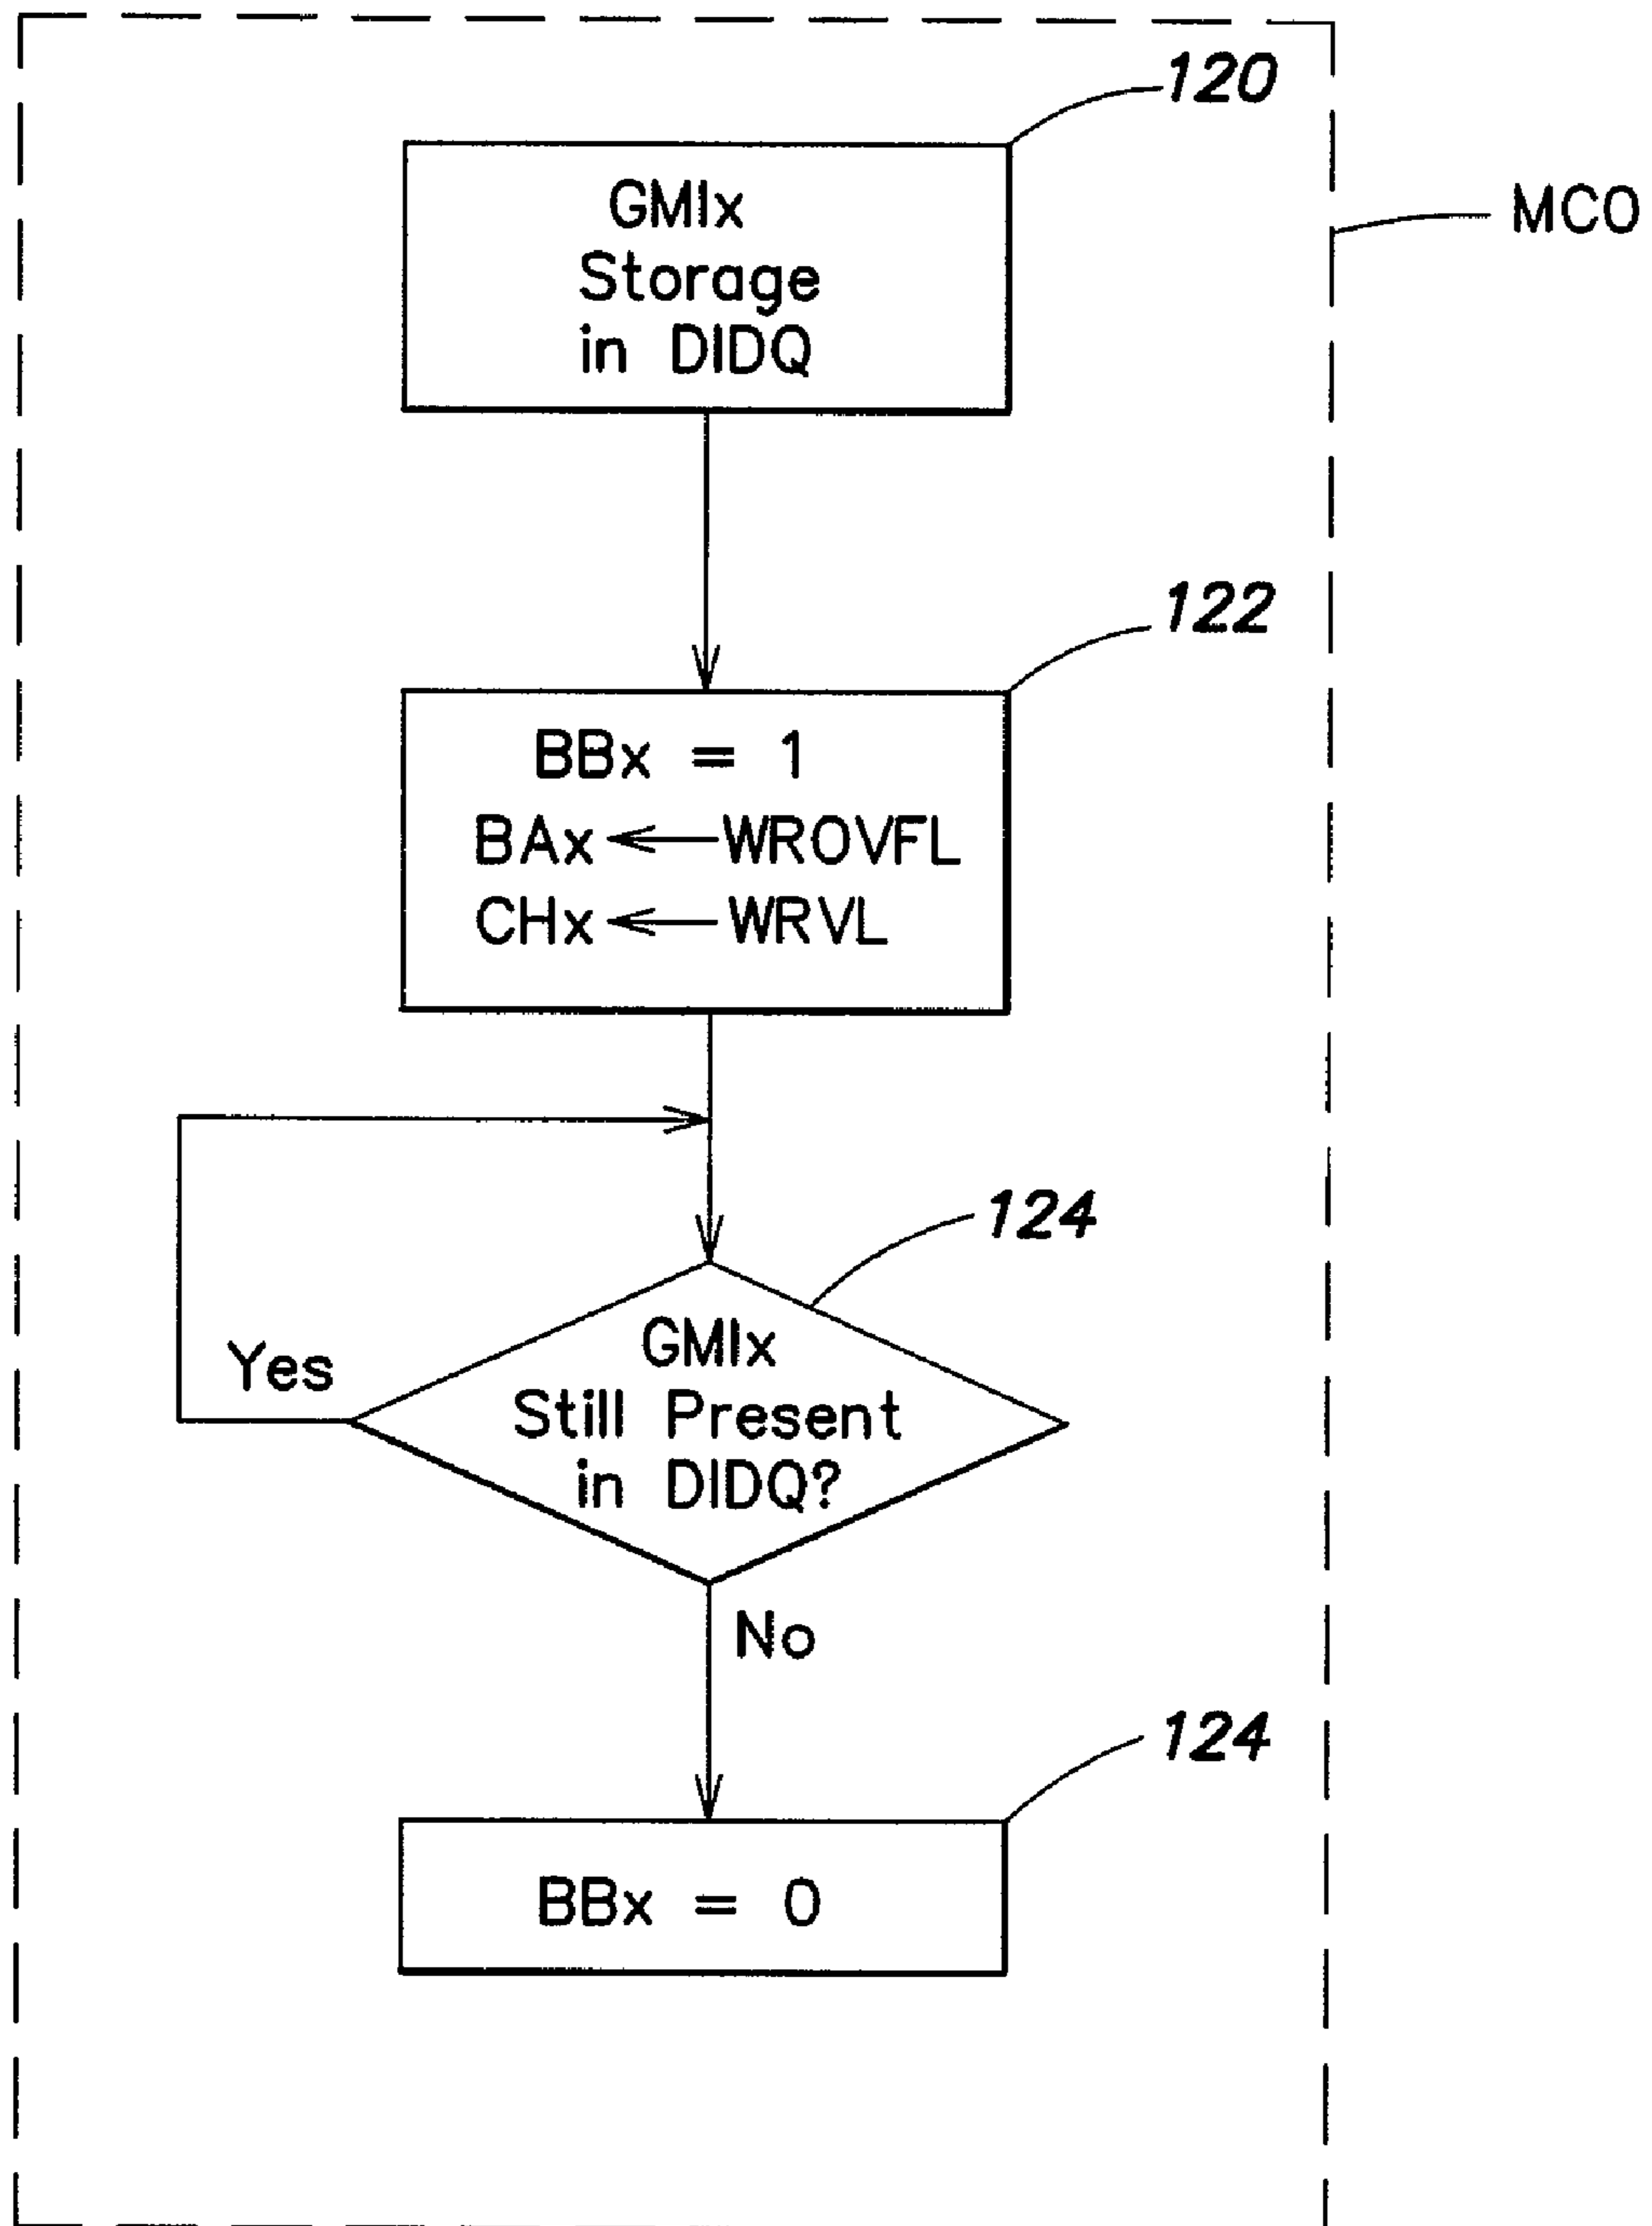 120
GMIx
Storage
in DIDQ
MCO
122
BBx = 1
BAx ← WROVFL
CHx ← WRVL
124
GMIx
Still Present
in DIDQ?
Yes
No
124
BBx = 0